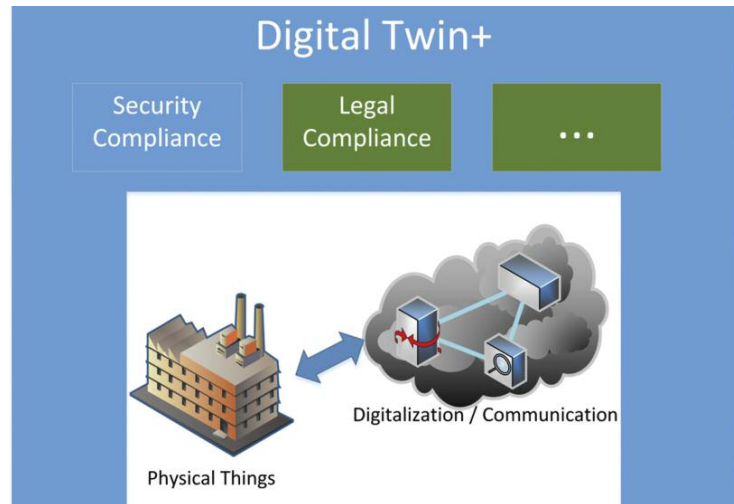 Digital Twin+
Security
Compliance
Legal
Compliance
...
Digitalization / Communication
Physical Things